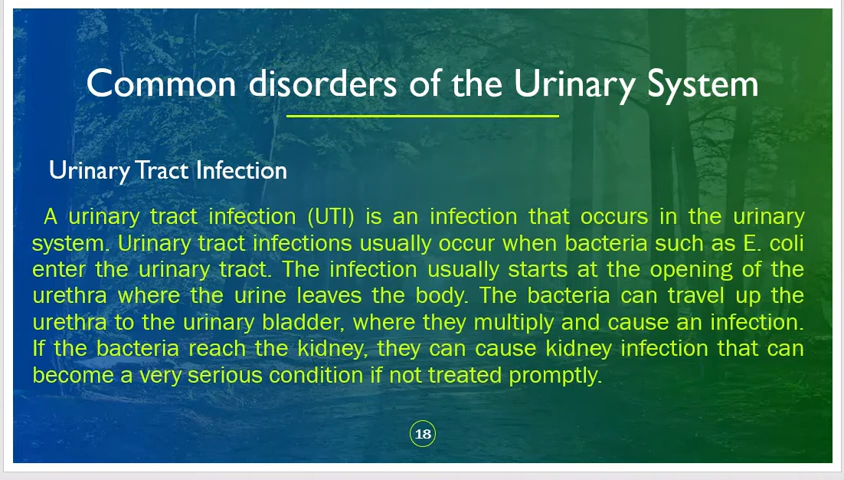 Common disorders of the Urinary System
Urinary Tract Infection
A urinary tract infection (UTI) is an infection that occurs in the urinary
system. Urinary tract infections usually occur when bacteria such as E. coli
enter the urinary tract. The infection usually starts at the opening of the
urethra where the urine leaves the body. The bacteria can travel up the
urethra to the urinary bladder, where they multiply and cause an infection.
If the bacteria reach the kidney, they can cause kidney infection that can
become a very serious condition if not treated promptly.
18